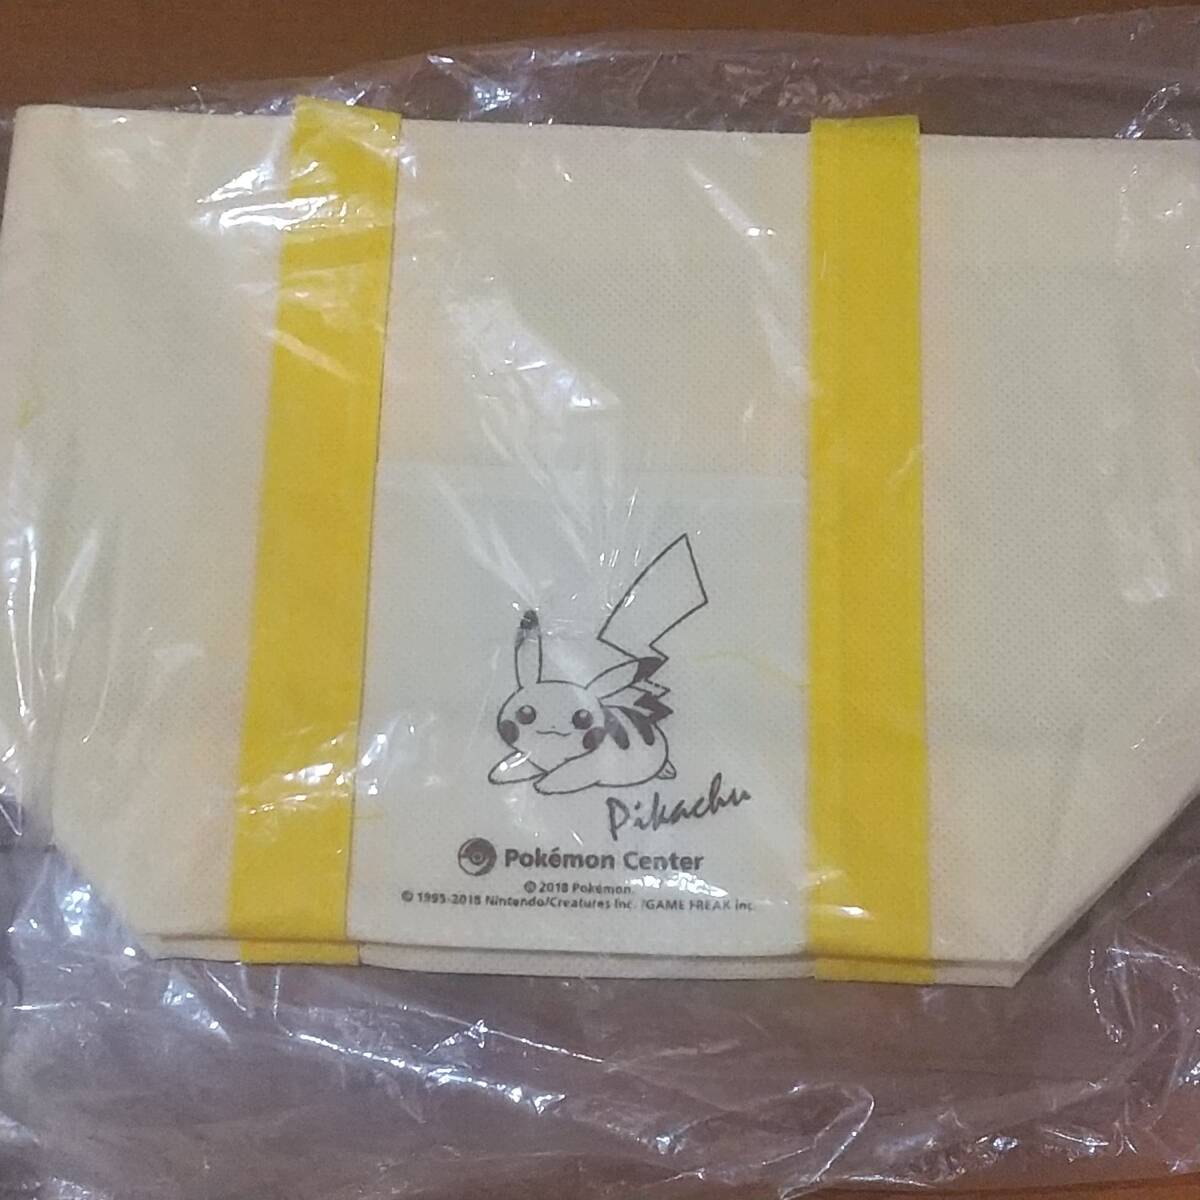 Pikachu
Pokémon Center
© 2018 Pokémon.
© 1995-2018 Nintendo/Creatures Inc. /GAME FREAK inc.